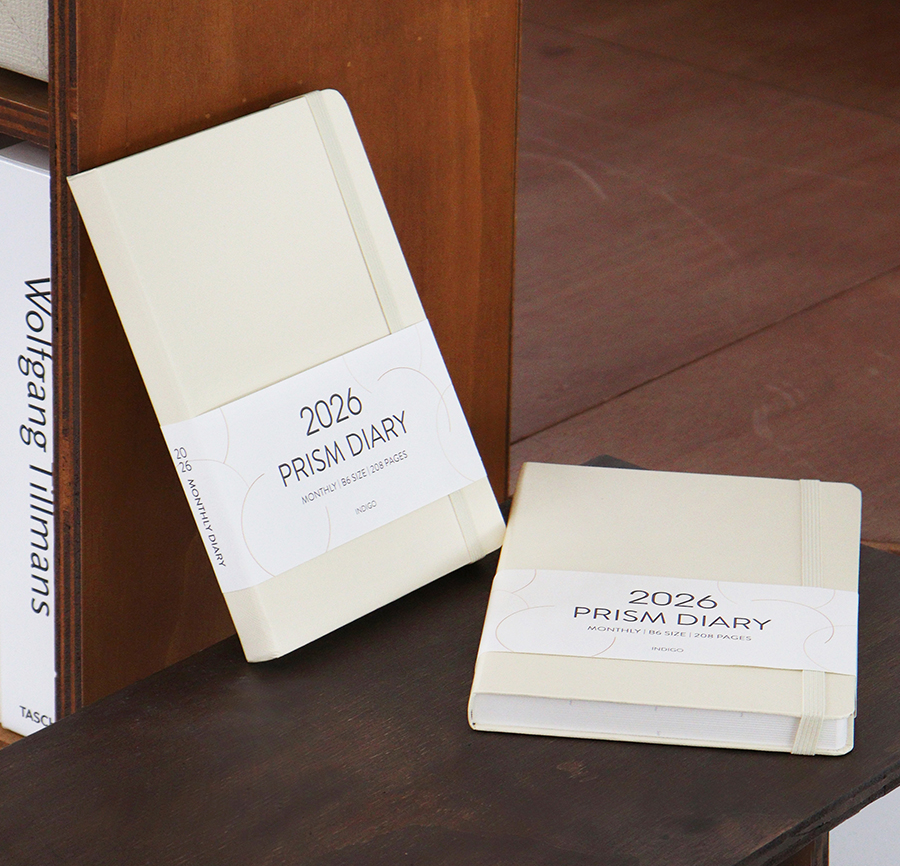 Wolfgang Tillmans
TASC
20
26
MONTHLY DIARY
2026
PRISM DIARY
MONTHLY | B6 SIZE | 208 PAGES
INDIGO
2026
PRISM DIARY
MONTHLY | B6 SIZE | 208 PAGES
INDIGO